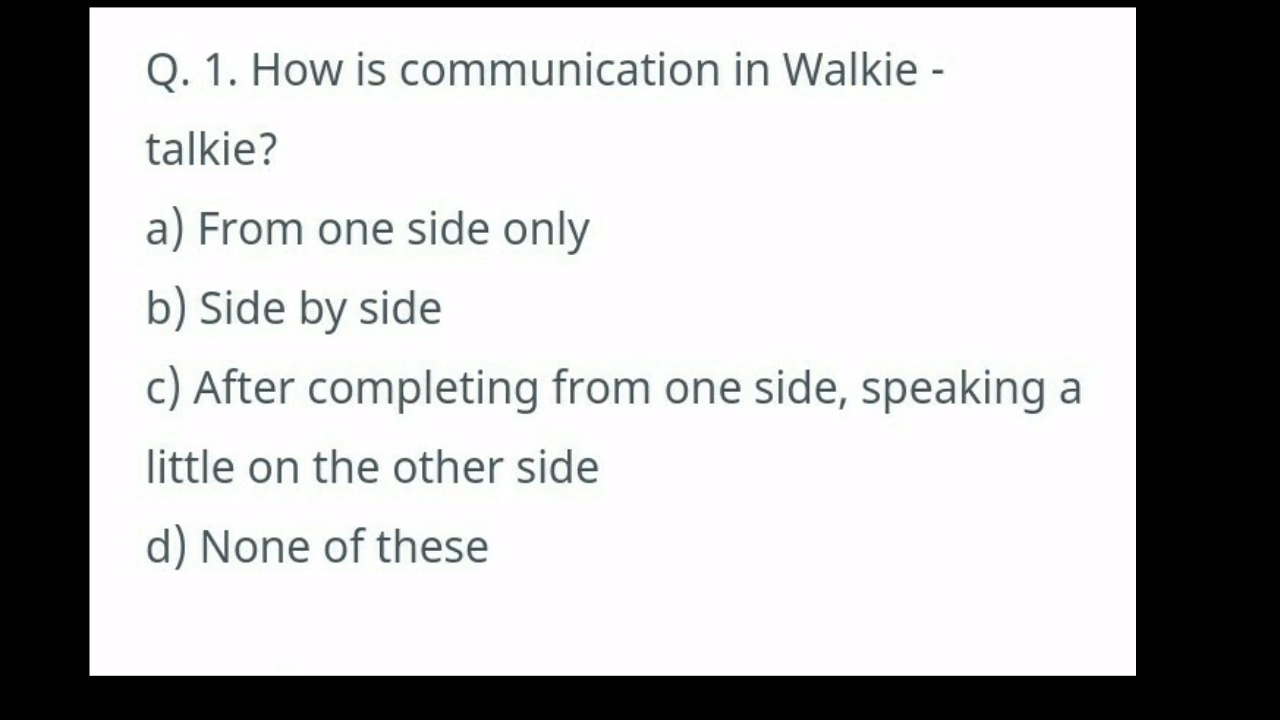 Q. 1. How is communication in Walkie -
talkie?
a) From one side only
b) Side by side
c) After completing from one side, speaking a
little on the other side
d) None of these